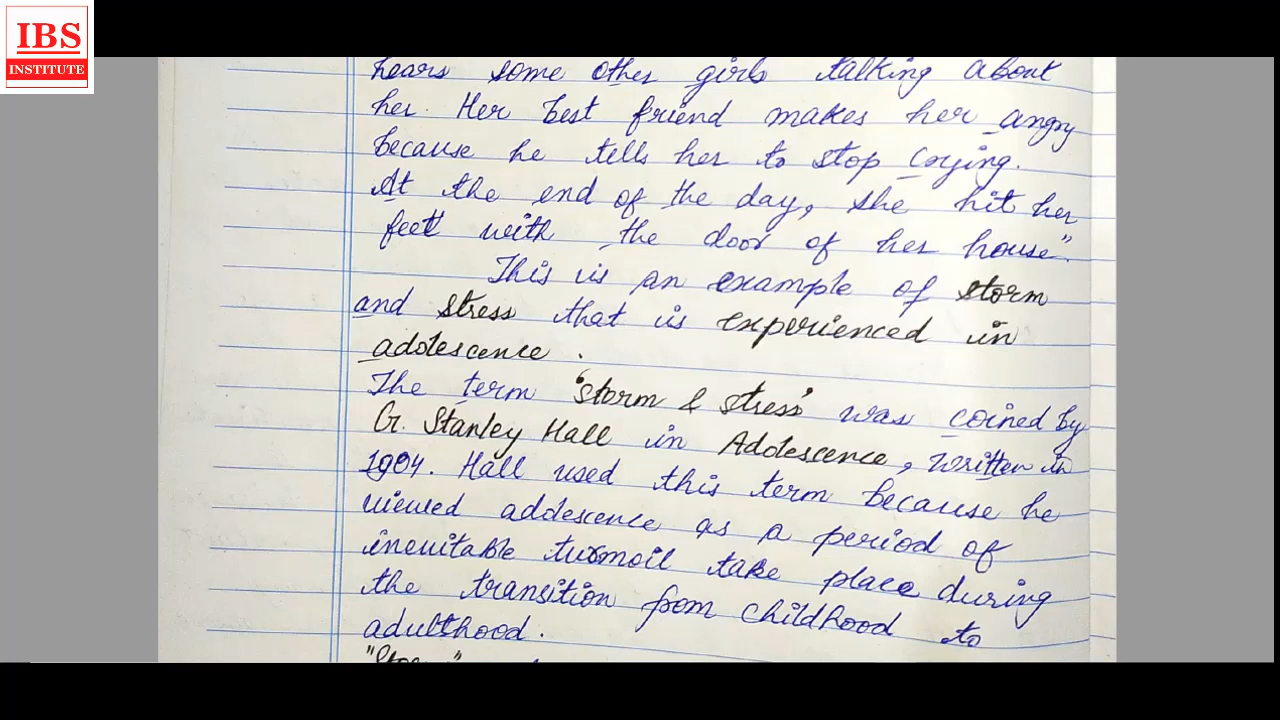 IBS
INSTITUTE
hears some other girls talking about
her. Her best friend makes her angry
because he tells her to stop crying.
At the end of the day, she hit her
feet with the door of her house".
This is an example of storm
and stress that is experienced in
adolescence.
The term 'storm & stress' was coined by
G. Stanley Hall in Adolescence, written in
1904. Hall used this term because he
viewed adolescence as a period of
inevitable turmoil take place during
the transition from childhood to
adulthood.